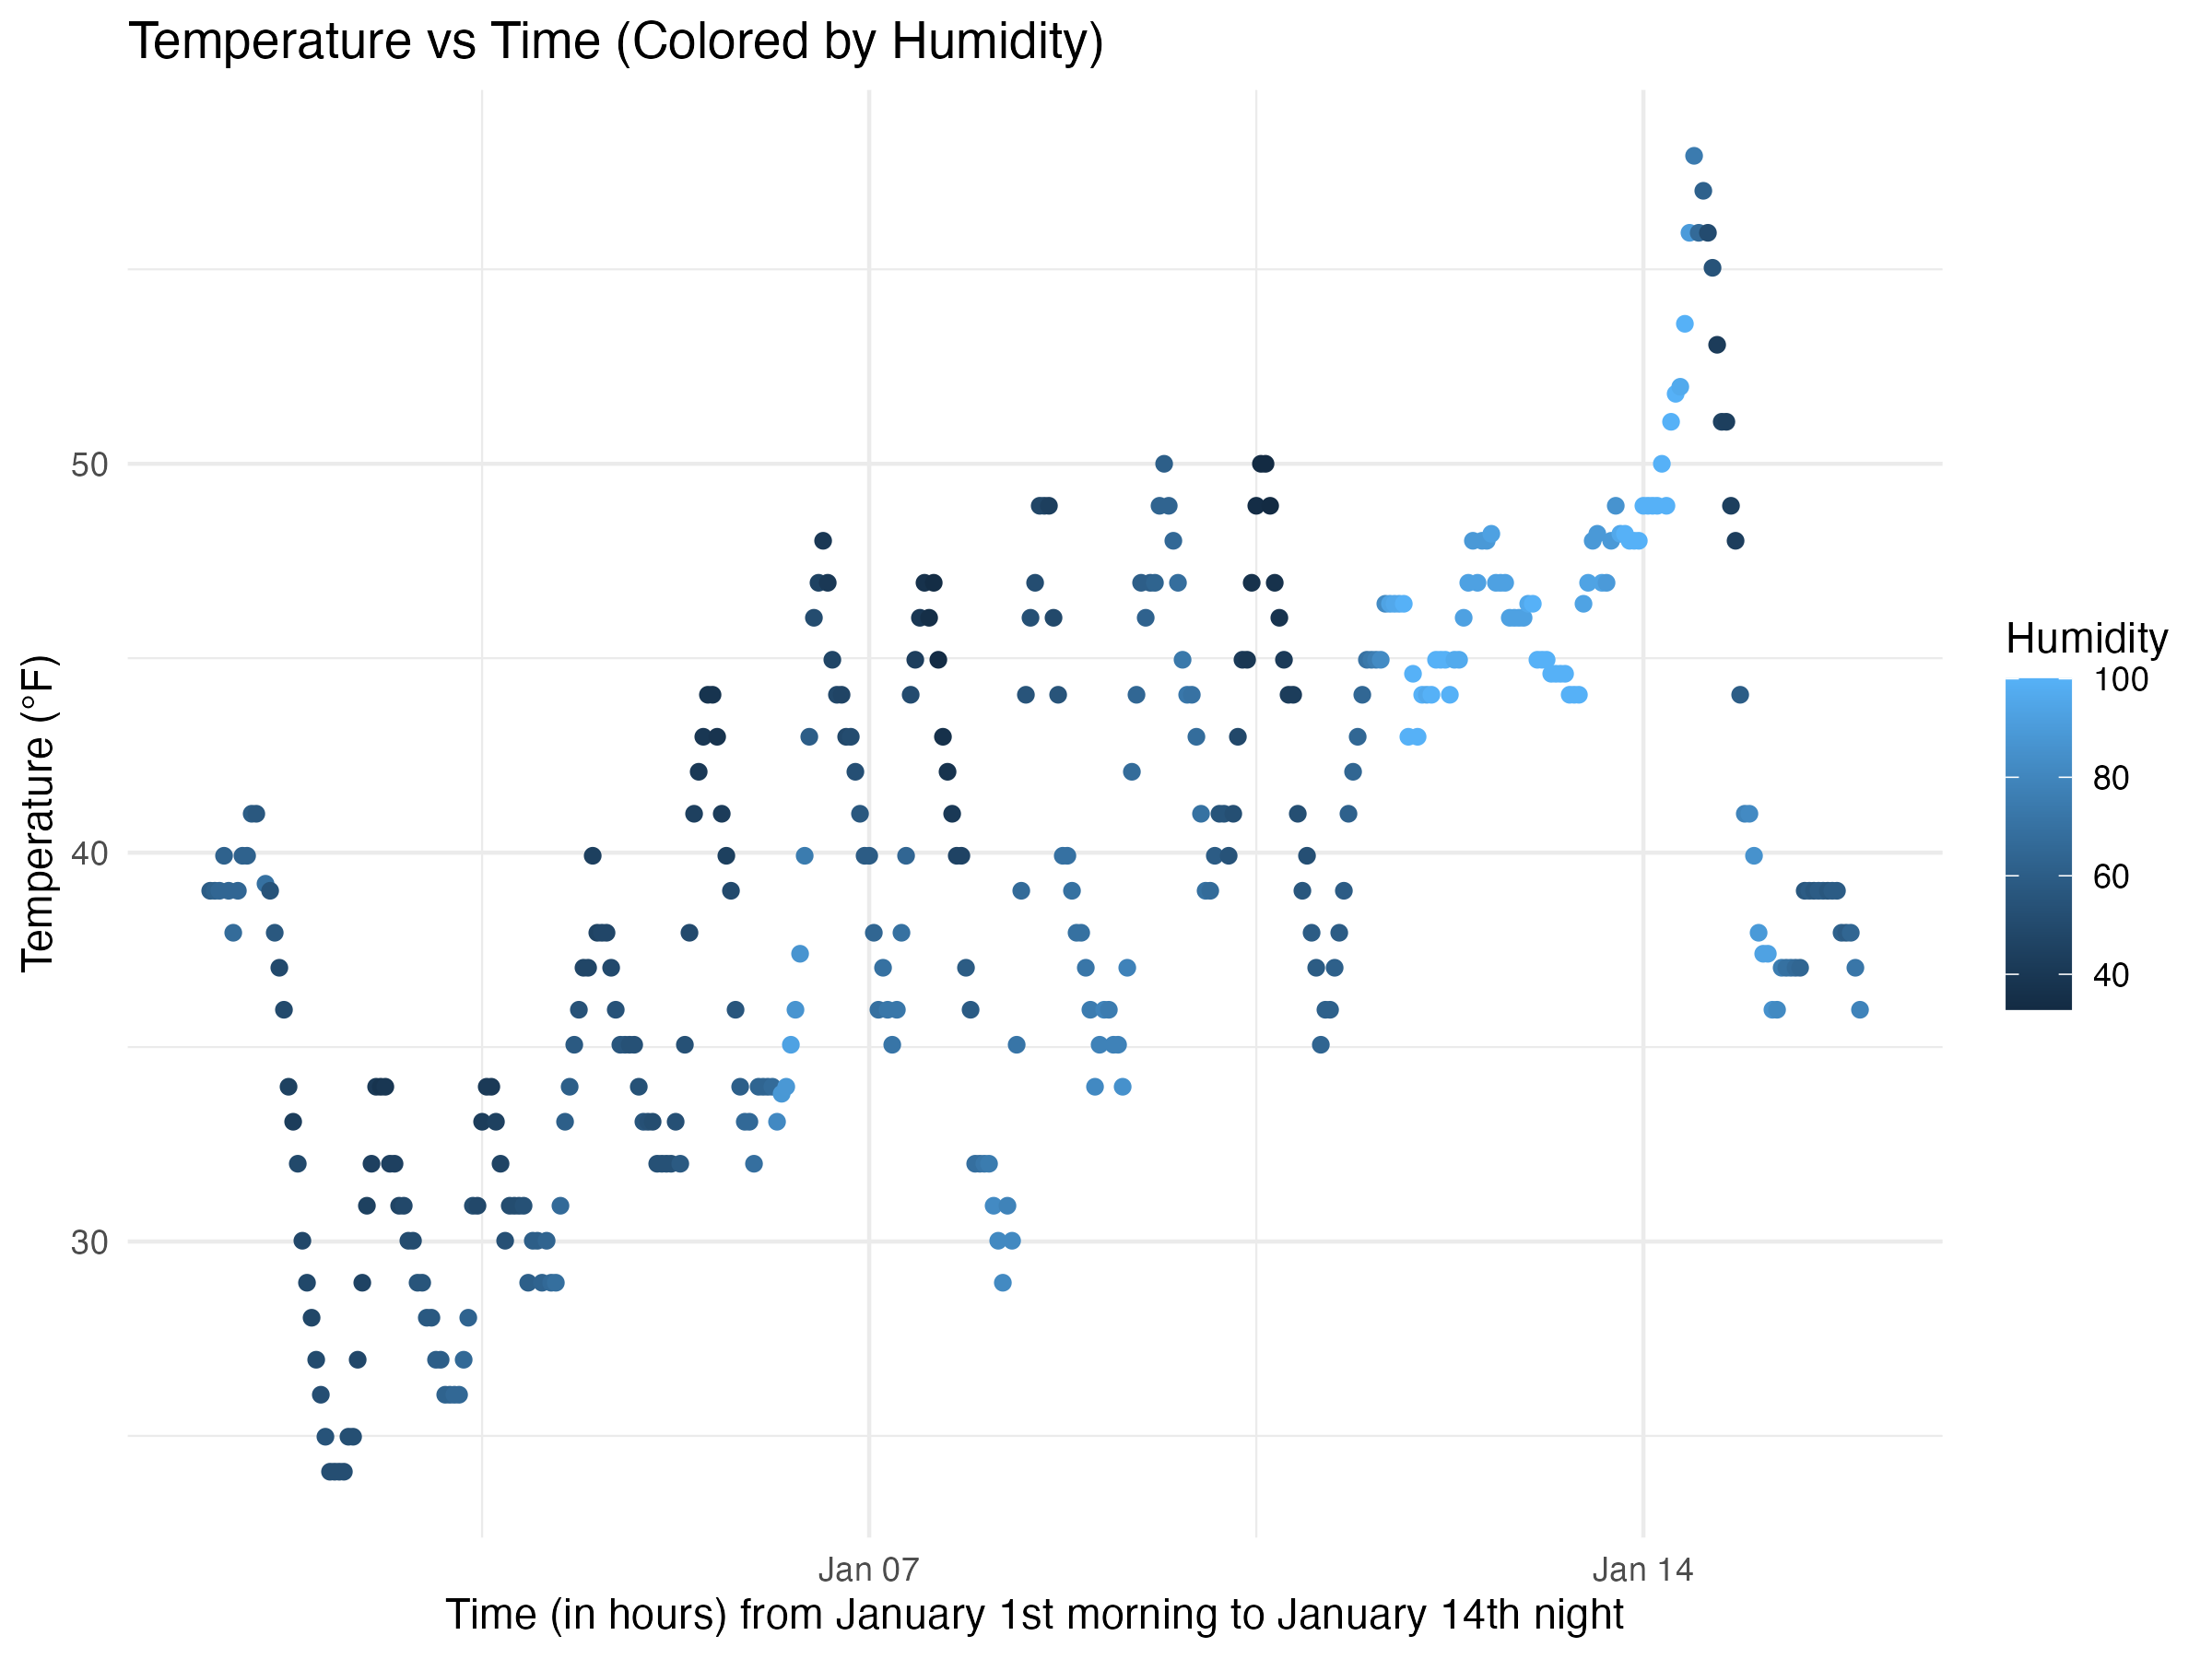 Temperature vs Time (Colored by Humidity)
Temperature (°F)
50
40
30
Jan 07
Jan 14
Time (in hours) from January 1st morning to January 14th night
Humidity
100
80
60
40